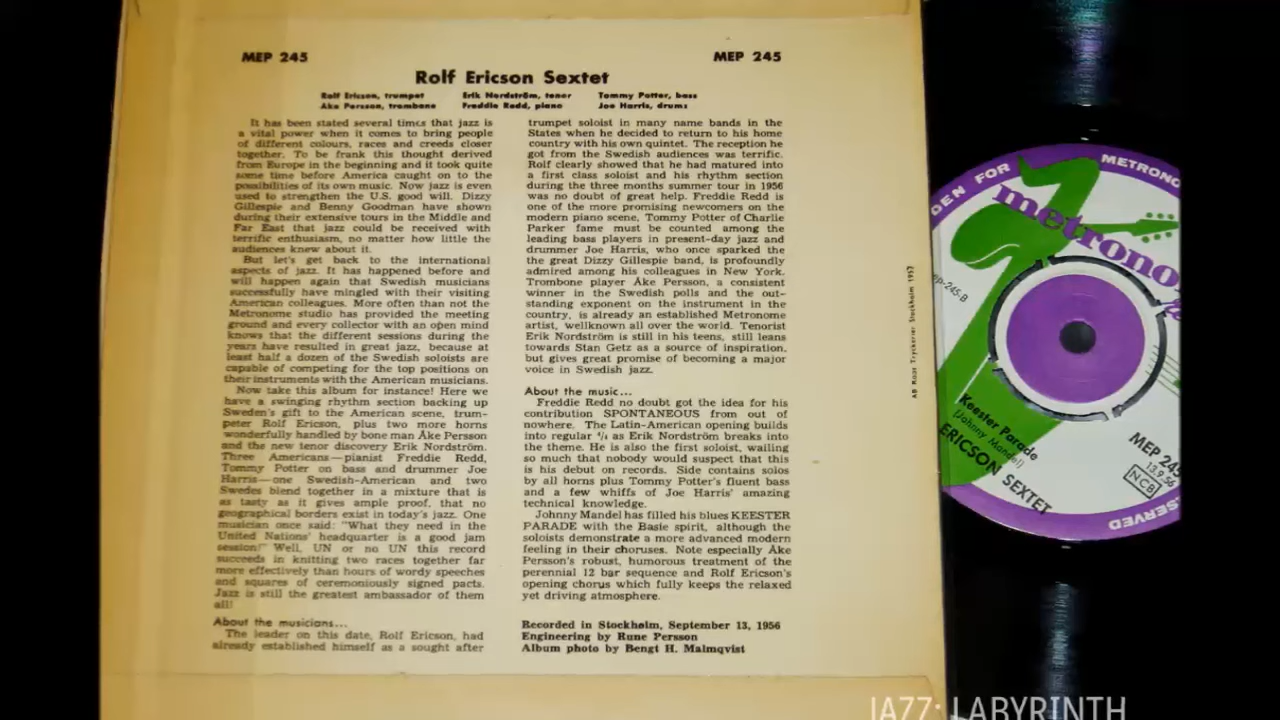 MEP 245
MEP 245
Rolf Ericson Sextet
Rolf Ericson, trumpet
Erik Nordström, tenor
Tommy Potter, bass
Ake Persson, trombone
Freddie Redd, piano
Joe Harris, drums
It has been stated several times that jazz is
a vital power when it comes to bring people
of different colours, races and creeds closer
together. To be frank this thought derived
from Europe in the beginning and it took quite
some time before America caught on to the
possibilities of its own music. Now jazz is even
used to strengthen the U.S. good will. Dizzy
Gillespie and Benny Goodman have shown
during their extensive tours in the Middle and
Far East that jazz could be received with
terrific enthusiasm, no matter how little the
audiences knew about it.
But let's get back to the international
aspects of jazz. It has happened before and
will happen again that Swedish musicians
successfully have mingled with their visiting
American colleagues. More often than not the
Metronome studio has provided the meeting
ground and every collector with an open mind
knows that the different sessions during the
years have resulted in great jazz, because at
least half a dozen of the Swedish soloists are
capable of competing for the top positions on
their instruments with the American musicians.
Now take this album for instance! Here we
have a swinging rhythm section backing up
Sweden's gift to the American scene, trum-
peter Rolf Ericson, plus two more horns
wonderfully handled by bone man Åke Persson
and the new tenor discovery Erik Nordström.
Three Americans—pianist Freddie Redd,
Tommy Potter on bass and drummer Joe
Harris—one Swedish-American and two
Swedes blend together in a mixture that is
as tasty as it gives ample proof, that no
geographical borders exist in today's jazz. One
musician once said: "What they need in the
United Nations' headquarter is a good jam
session!" Well, UN or no UN this record
succeeds in knitting two races together far
more effectively than hours of wordy speeches
and squares of ceremoniously signed pacts.
Jazz is still the greatest ambassador of them
all!
About the musicians...
The leader on this date, Rolf Ericson, had
already established himself as a sought after
trumpet soloist in many name bands in the
States when he decided to return to his home
country with his own quintet. The reception he
got from the Swedish audiences was terrific.
Rolf clearly showed that he had matured into
a first class soloist and his rhythm section
during the three months summer tour in 1956
was no doubt of great help. Freddie Redd is
one of the more promising newcomers on the
modern piano scene, Tommy Potter of Charlie
Parker fame must be counted among the
leading bass players in present-day jazz and
drummer Joe Harris, who once sparked the
the great Dizzy Gillespie band, is profoundly
admired among his colleagues in New York.
Trombone player Åke Persson, a consistent
winner in the Swedish polls and the out-
standing exponent on the instrument in the
country, is already an established Metronome
artist, wellknown all over the world. Tenorist
Erik Nordström is still in his teens, still leans
towards Stan Getz as a source of inspiration,
but gives great promise of becoming a major
voice in Swedish jazz.
About the music...
Freddie Redd no doubt got the idea for his
contribution SPONTANEOUS from out of
nowhere. The Latin-American opening builds
into regular 4/4 as Erik Nordström breaks into
the theme. He is also the first soloist, wailing
so much that nobody would suspect that this
is his debut on records. Side contains solos
by all horns plus Tommy Potter's fluent bass
and a few whiffs of Joe Harris' amazing
technical knowledge.
Johnny Mandel has filled his blues KEESTER
PARADE with the Basie spirit, although the
soloists demonstrate a more advanced modern
feeling in their choruses. Note especially Åke
Persson's robust, humorous treatment of the
perennial 12 bar sequence and Rolf Ericson's
opening chorus which fully keeps the relaxed
yet driving atmosphere.
Recorded in Stockholm, September 13, 1956
Engineering by Rune Persson
Album photo by Bengt H. Malmqvist
AB Roos Tryckerier Stockholm 1957
DEN FOR METRONO
metrono
ep-245-B
Keester Parade
(Johnny Mandel)
ERICSON SEXTET
MEP 245
13.9.56
NCB
SERVED
JAZZ: LABYRINTH